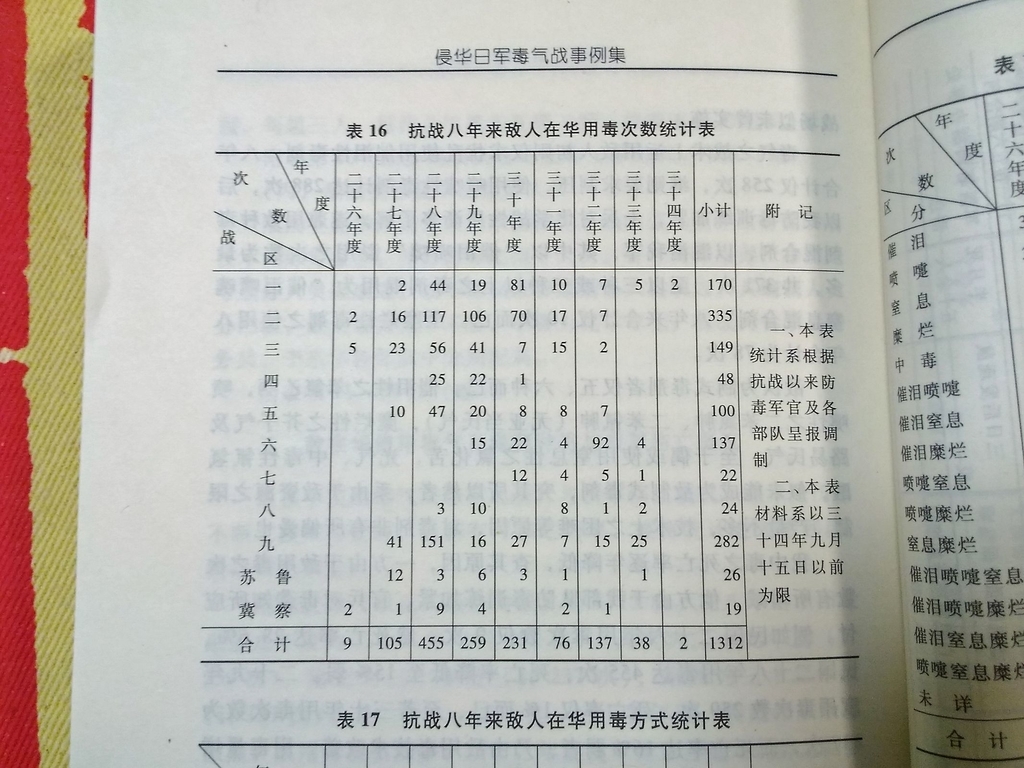 侵华日军毒气战事例集
表 16 抗战八年来敌人在华用毒次数统计表
次 数 年度 战区 二十六年度 二十七年度 二十八年度 二十九年度 三十年度 三十一年度 三十二年度 三十三年度 三十四年度 小计 附 记
一 2 44 19 81 10 7 5 2 170
二 2 16 117 106 70 17 7 335
三 5 23 56 41 7 15 2 149
四 25 22 1 48
五 10 47 20 8 8 7 100
六 15 22 4 92 4 137
七 12 4 5 1 22
八 3 10 8 1 2 24
九 41 151 16 27 7 15 25 282
苏 鲁 12 3 6 3 1 1 26
冀 察 2 1 9 4 2 1 19
合 计 9 105 455 259 231 76 137 38 2 1312
一、本表
统计系根据
抗战以来防
毒军官及各
部队呈报调
制
二、本表
材料系以三
十四年九月
十五日以前
为限
表 17 抗战八年来敌人在华用毒方式统计表
表
年度
次数
区分
二十六年度
催泪
喷嚏
窒息
糜烂
中毒
催泪喷嚏
催泪窒息
催泪糜烂
喷嚏窒息
喷嚏糜烂
窒息糜烂
催泪喷嚏窒息
催泪喷嚏糜烂
催泪窒息糜烂
喷嚏窒息糜烂
未 详
合 计